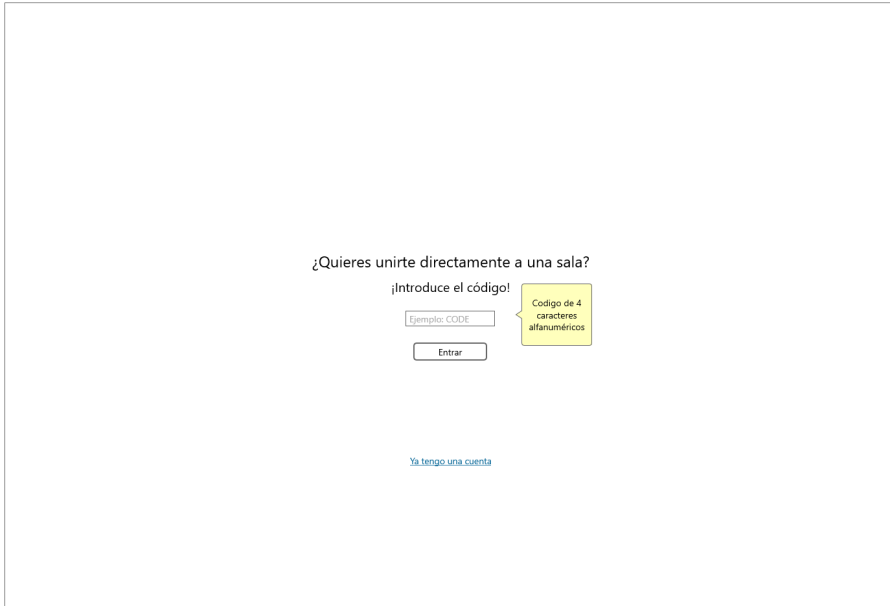 ¿Quieres unirte directamente a una sala?
¡Introduce el código!
Ejemplo: CODE
Codigo de 4
caracteres
alfanuméricos
Entrar
Ya tengo una cuenta